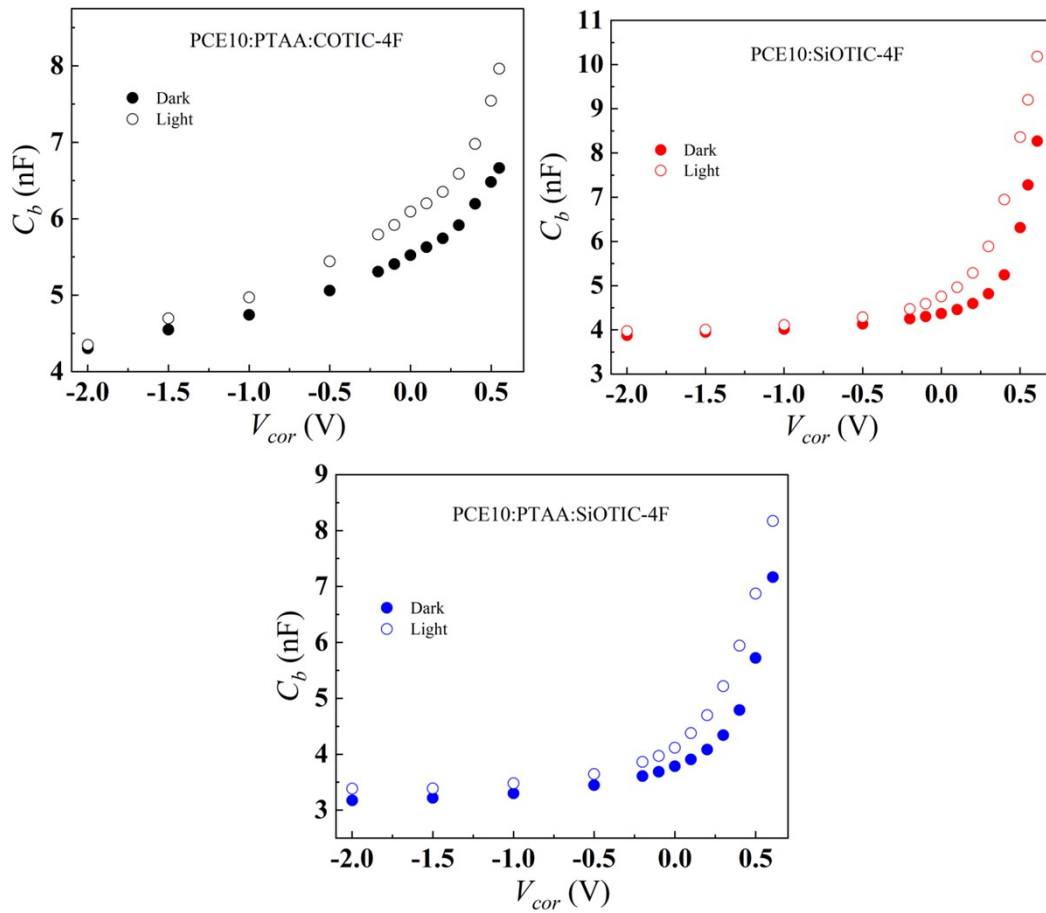 PCE10:PTAA:COTIC-4F
Dark
Light
8
7
6
5
4
C_b (nF)
-2.0 -1.5 -1.0 -0.5 0.0 0.5
V_cor (V)
PCE10:SiOTIC-4F
Dark
Light
11
10
9
8
7
6
5
4
3
C_b (nF)
-2.0 -1.5 -1.0 -0.5 0.0 0.5
V_cor (V)
PCE10:PTAA:SiOTIC-4F
Dark
Light
9
8
7
6
5
4
3
C_b (nF)
-2.0 -1.5 -1.0 -0.5 0.0 0.5
V_cor (V)